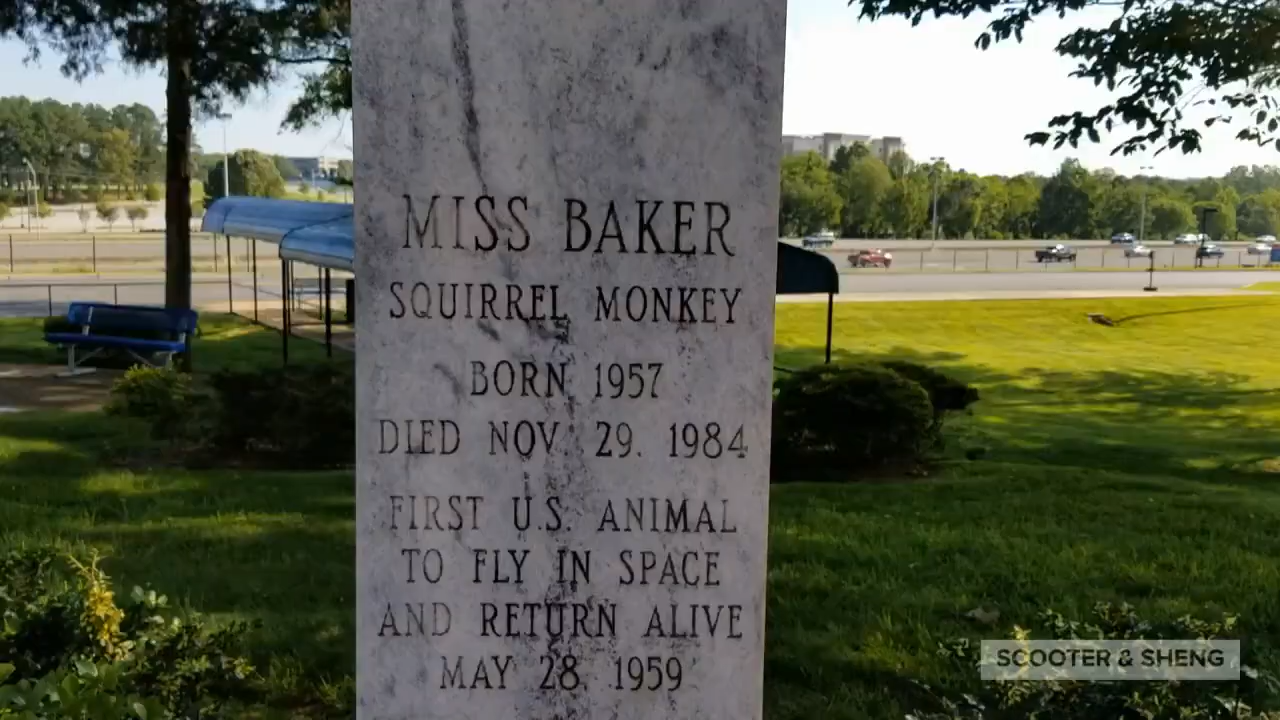 MISS BAKER
SQUIRREL MONKEY
BORN 1957
DIED NOV. 29. 1984
FIRST U.S. ANIMAL
TO FLY IN SPACE
AND RETURN ALIVE
MAY 28 1959
SCOOTER & SHENG